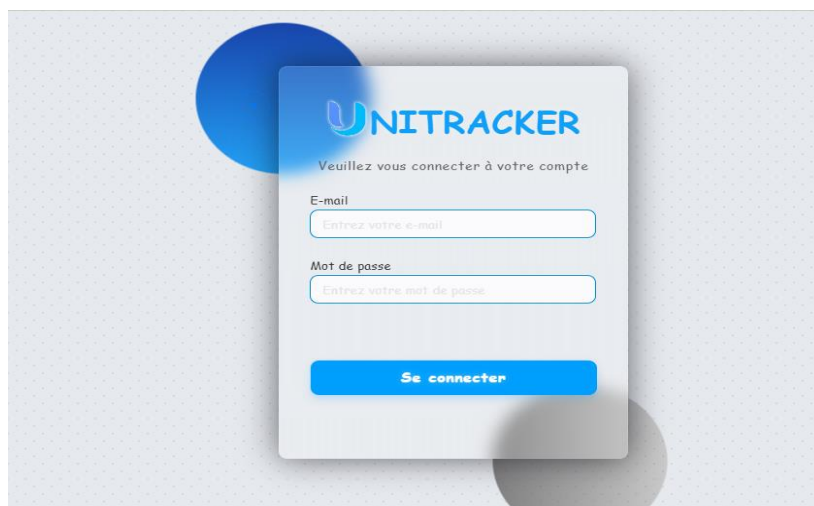 UNITRACKER
Veuillez vous connecter à votre compte
E-mail
Entrez votre e-mail
Mot de passe
Entrez votre mot de passe
Se connecter